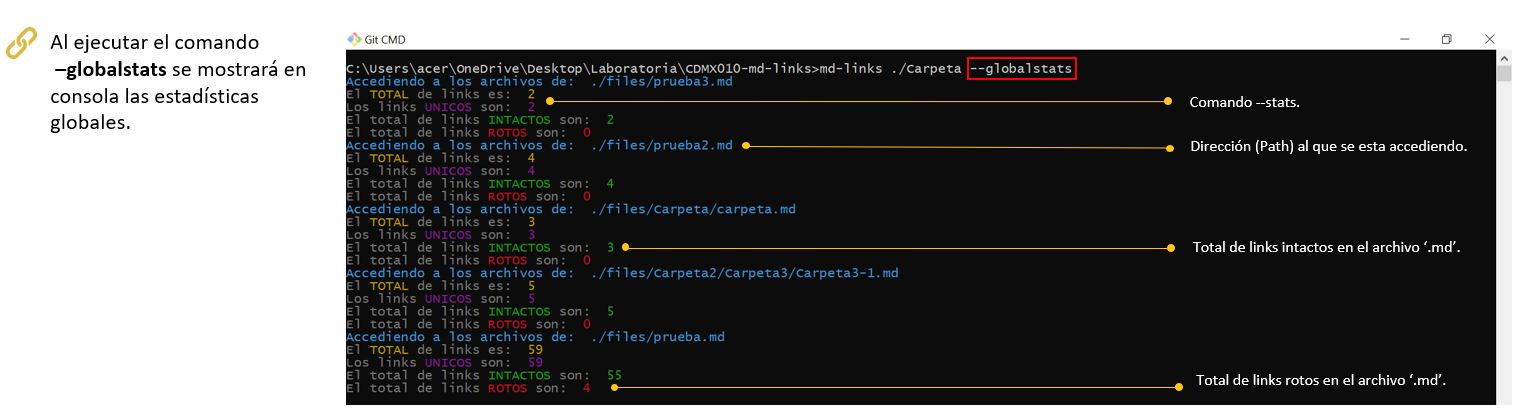 Al ejecutar el comando
–globalstats se mostrará en
consola las estadísticas
globales.
Git CMD
C:\Users\acer\OneDrive\Desktop\Laboratoria\CDMX010-md-links>md-links ./Carpeta --globalstats
Accediendo a los archivos de:  ./files/prueba3.md
El TOTAL de links es:  2
Los links UNICOS son:  2
El total de links INTACTOS son:  2
El total de links ROTOS son:  0
Accediendo a los archivos de:  ./files/prueba2.md
El TOTAL de links es:  4
Los links UNICOS son:  4
El total de links INTACTOS son:  4
El total de links ROTOS son:  0
Accediendo a los archivos de:  ./files/Carpeta/carpeta.md
El TOTAL de links es:  3
Los links UNICOS son:  3
El total de links INTACTOS son:  3
El total de links ROTOS son:  0
Accediendo a los archivos de:  ./files/Carpeta2/Carpeta3/Carpeta3-1.md
El TOTAL de links es:  5
Los links UNICOS son:  5
El total de links INTACTOS son:  5
El total de links ROTOS son:  0
Accediendo a los archivos de:  ./files/prueba.md
El TOTAL de links es:  59
Los links UNICOS son:  59
El total de links INTACTOS son:  55
El total de links ROTOS son:  4
Comando --stats.
Dirección (Path) al que se esta accediendo.
Total de links intactos en el archivo ‘.md’.
Total de links rotos en el archivo ‘.md’.